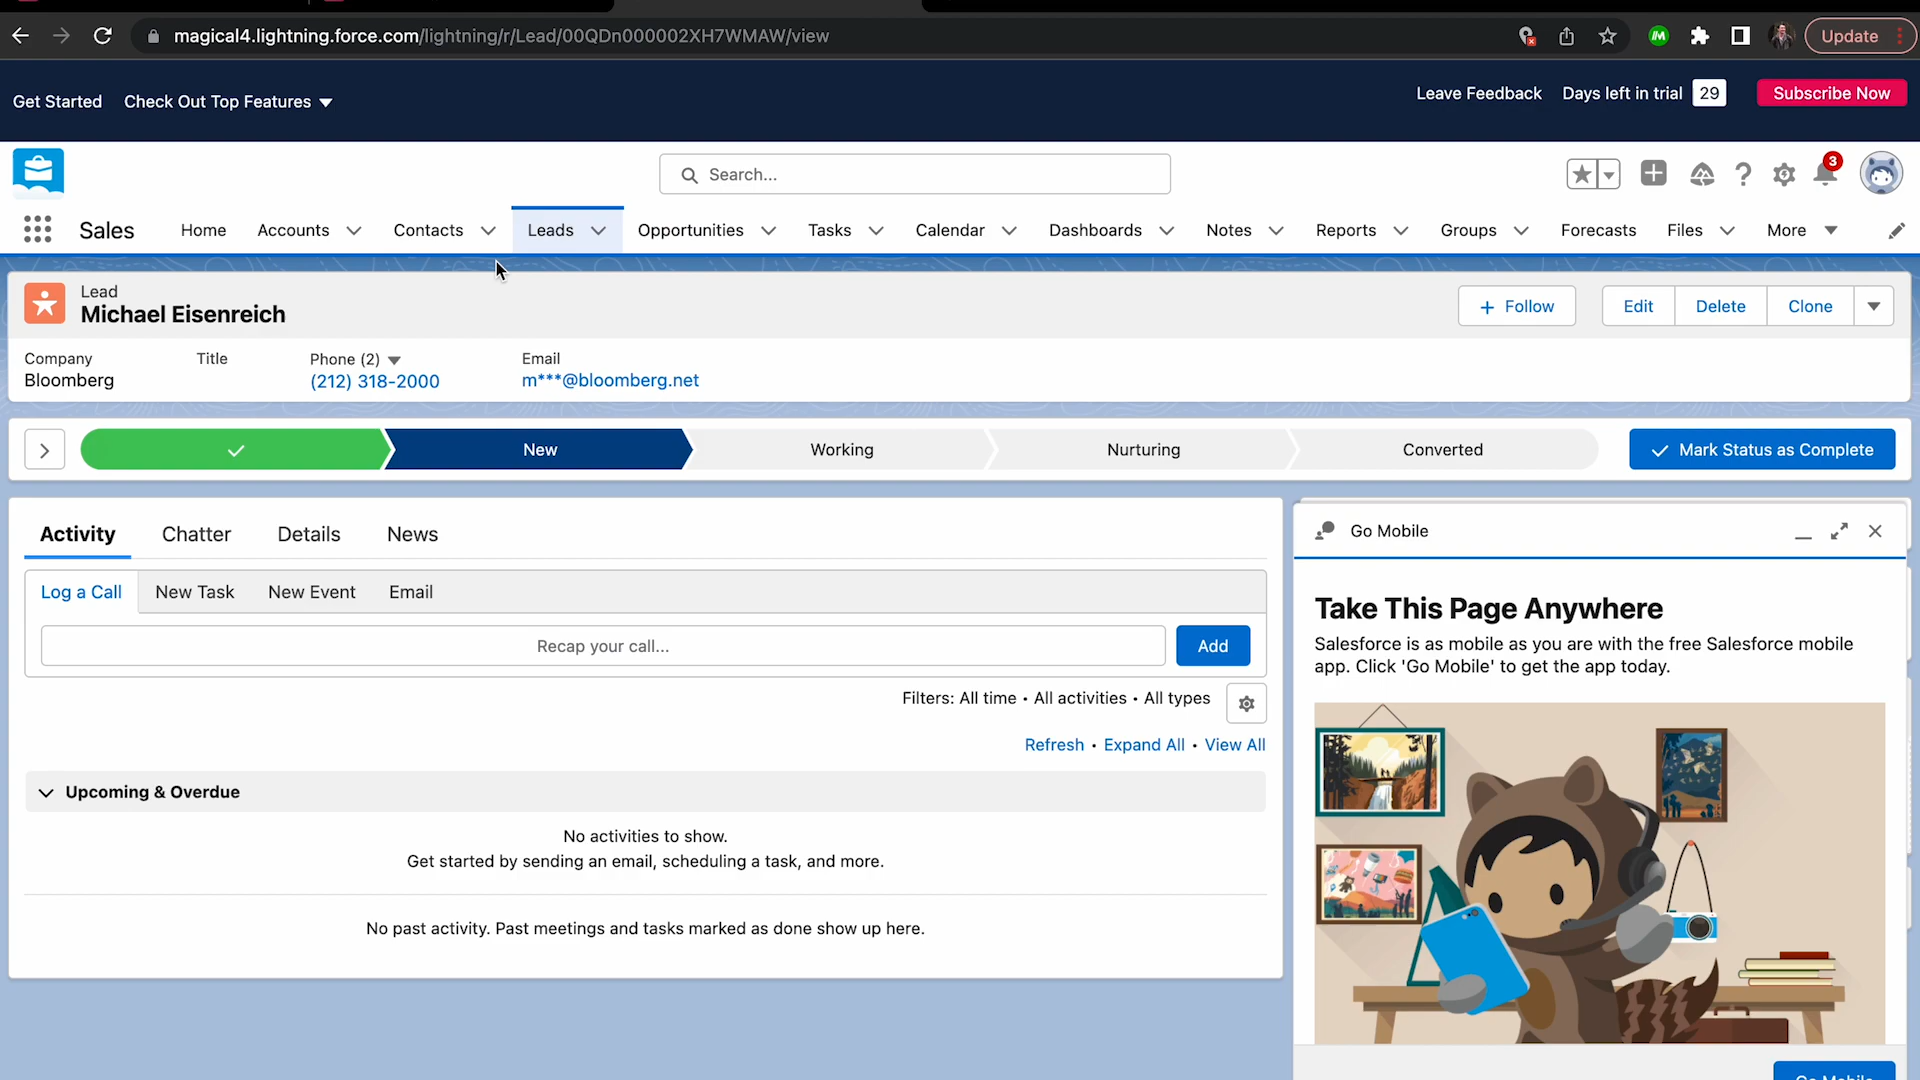 magical4.lightning.force.com/lightning/r/Lead/00QDn000002XH7WMAW/view
Update
Get Started
Check Out Top Features
Leave Feedback
Days left in trial
29
Subscribe Now
Search...
3
Sales
Home
Accounts
Contacts
Leads
Opportunities
Tasks
Calendar
Dashboards
Notes
Reports
Groups
Forecasts
Files
More
Lead
Michael Eisenreich
+ Follow
Edit
Delete
Clone
Company
Title
Phone (2)
Email
Bloomberg
(212) 318-2000
m***@bloomberg.net
New
Working
Nurturing
Converted
Mark Status as Complete
Activity
Chatter
Details
News
Log a Call
New Task
New Event
Email
Recap your call...
Add
Filters: All time • All activities • All types
Refresh • Expand All • View All
Upcoming & Overdue
No activities to show.
Get started by sending an email, scheduling a task, and more.
No past activity. Past meetings and tasks marked as done show up here.
Go Mobile
Take This Page Anywhere
Salesforce is as mobile as you are with the free Salesforce mobile
app. Click 'Go Mobile' to get the app today.
Go Mobile